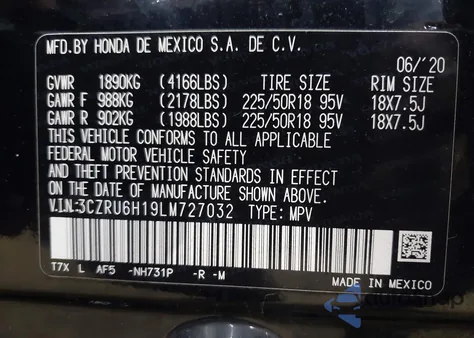 MFD.BY HONDA DE MEXICO S.A. DE C.V.
06/'20
GVWR 1890KG (4166LBS) TIRE SIZE RIM SIZE
GAWR F 988KG (2178LBS) 225/50R18 95V 18X7.5J
GAWR R 902KG (1988LBS) 225/50R18 95V 18X7.5J
THIS VEHICLE CONFORMS TO ALL APPLICABLE
FEDERAL MOTOR VEHICLE SAFETY
AND THEFT PREVENTION STANDARDS IN EFFECT
ON THE DATE OF MANUFACTURE SHOWN ABOVE.
V.I.N:3CZRU6H19LM727032 TYPE: MPV
T7X L AF5 -NH731P -R -M
MADE IN MEXICO